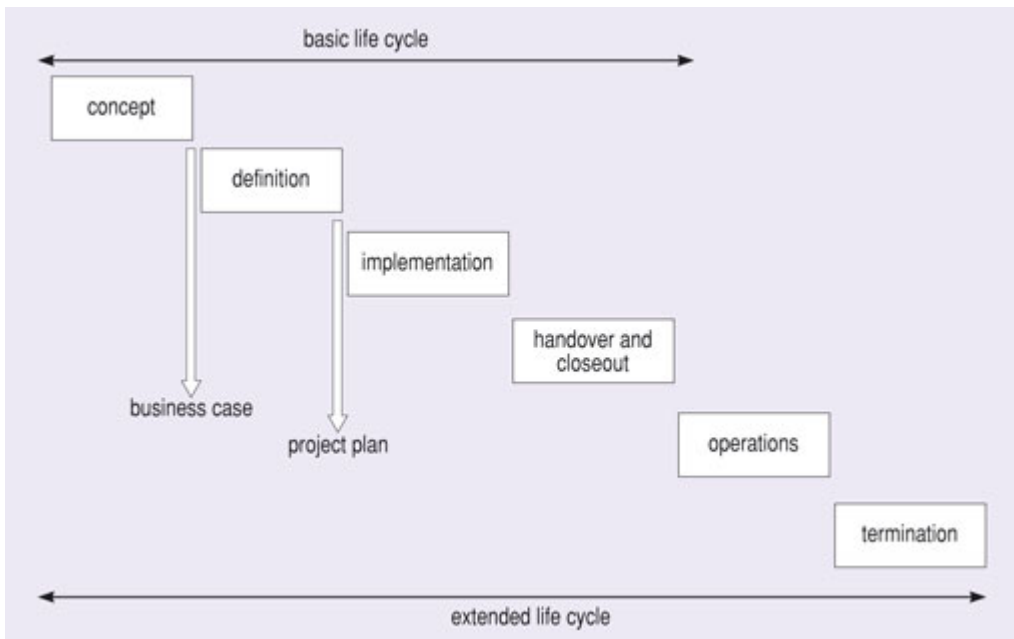 basic life cycle
concept
definition
implementation
handover and
closeout
business case
project plan
operations
termination
extended life cycle